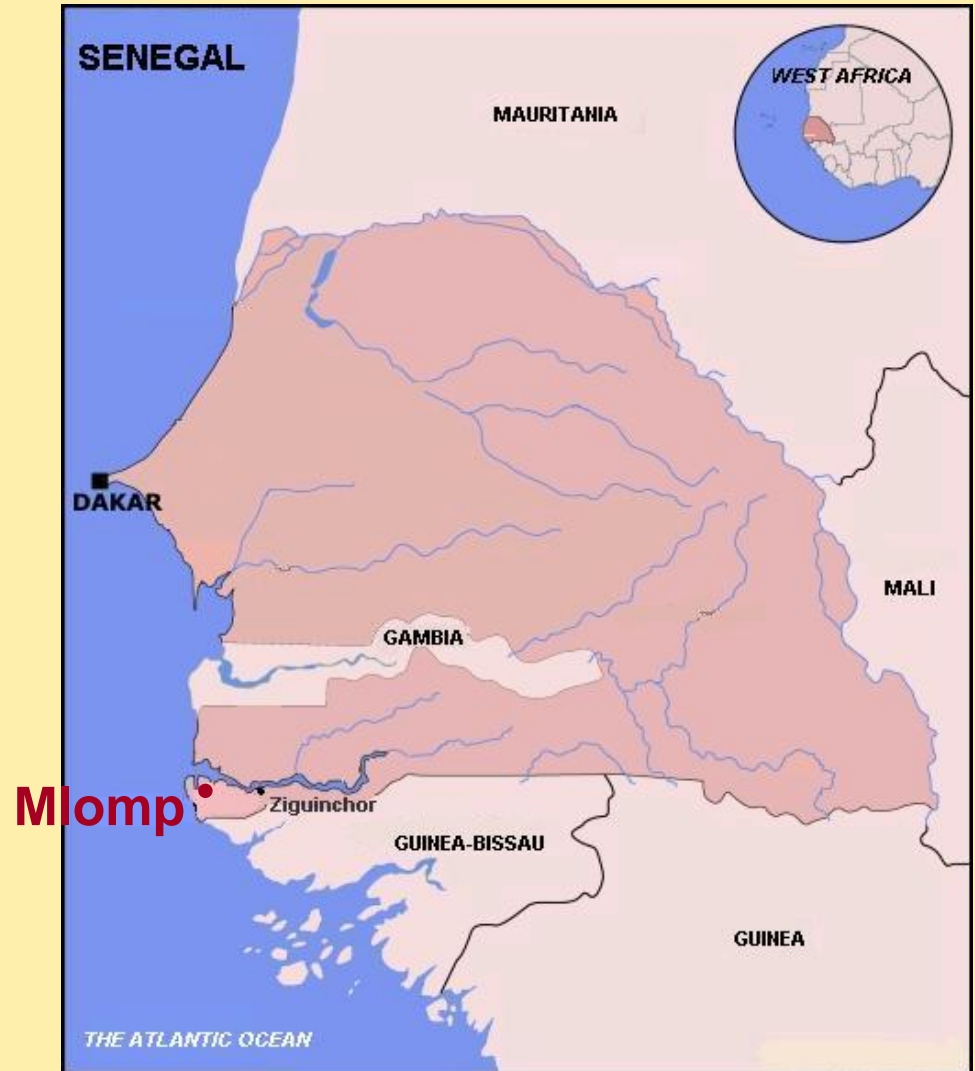 SENEGAL
WEST AFRICA
MAURITANIA
DAKAR
MALI
GAMBIA
Mlomp
Ziguinchor
GUINEA-BISSAU
GUINEA
THE ATLANTIC OCEAN